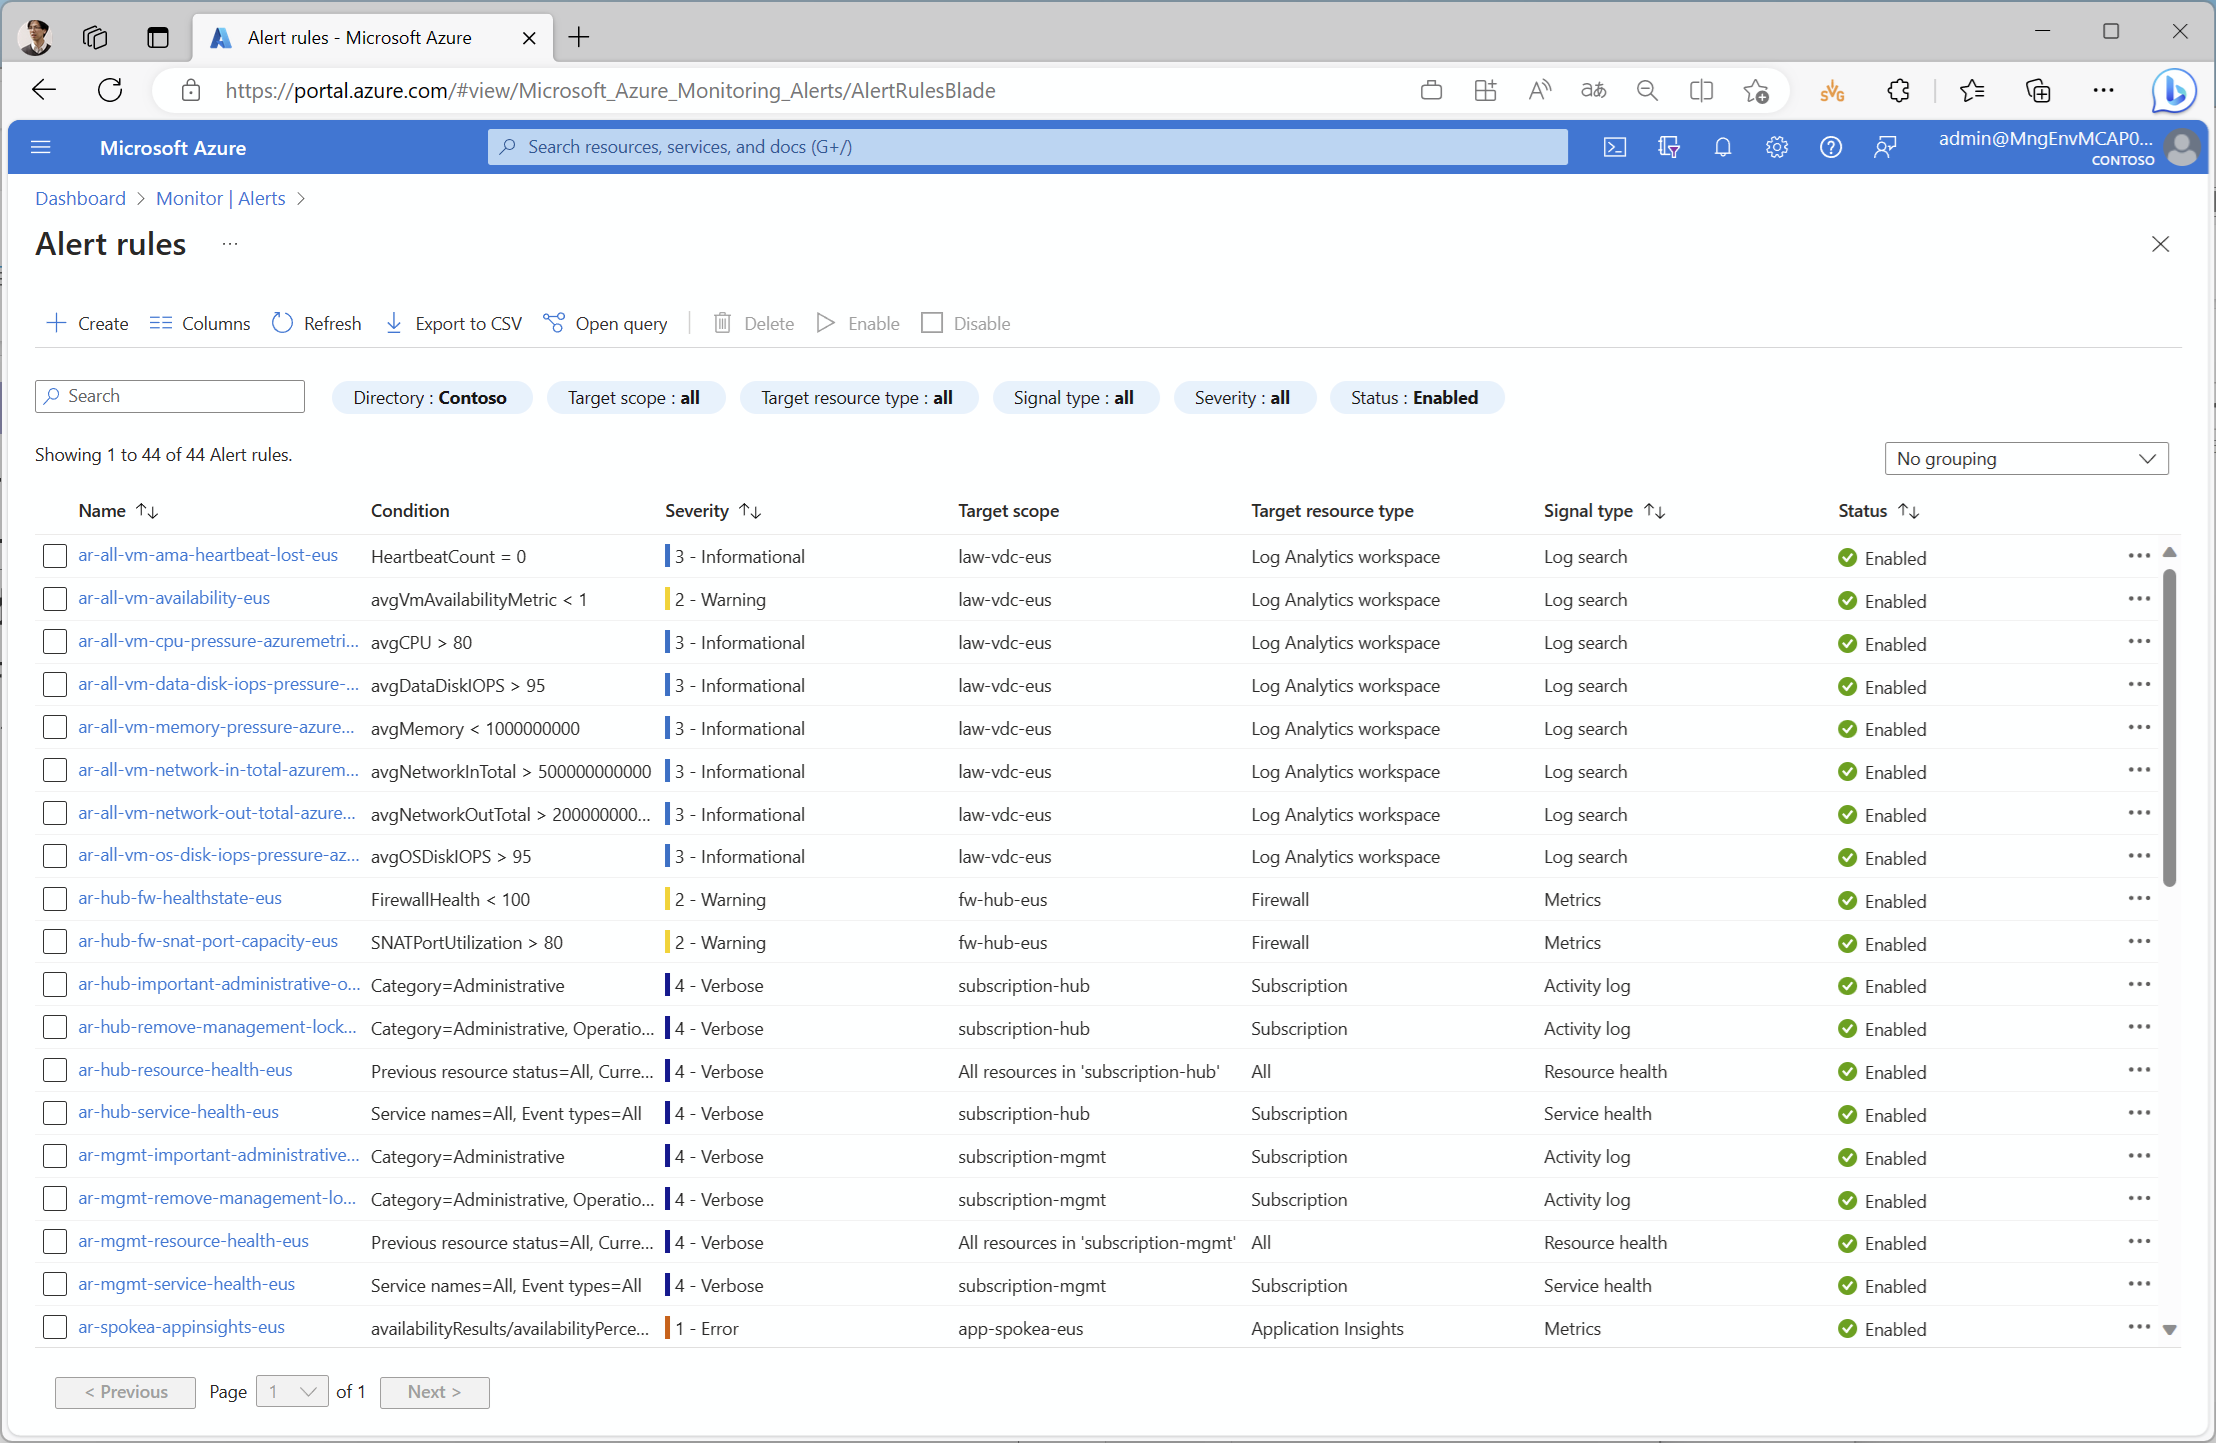 Alert rules - Microsoft Azure
https://portal.azure.com/#view/Microsoft_Azure_Monitoring_Alerts/AlertRulesBlade
Microsoft Azure
Search resources, services, and docs (G+/)
admin@MngEnvMCAP0...
CONTOSO
Dashboard > Monitor | Alerts >
Alert rules ...
Create Columns Refresh Export to CSV Open query Delete Enable Disable
Search Directory : Contoso Target scope : all Target resource type : all Signal type : all Severity : all Status : Enabled
Showing 1 to 44 of 44 Alert rules.
No grouping
Name ↑↓ Condition Severity ↑↓ Target scope Target resource type Signal type ↑↓ Status ↑↓
ar-all-vm-ama-heartbeat-lost-eus HeartbeatCount = 0 3 - Informational law-vdc-eus Log Analytics workspace Log search Enabled
ar-all-vm-availability-eus avgVmAvailabilityMetric < 1 2 - Warning law-vdc-eus Log Analytics workspace Log search Enabled
ar-all-vm-cpu-pressure-azuremetri... avgCPU > 80 3 - Informational law-vdc-eus Log Analytics workspace Log search Enabled
ar-all-vm-data-disk-iops-pressure-... avgDataDiskIOPS > 95 3 - Informational law-vdc-eus Log Analytics workspace Log search Enabled
ar-all-vm-memory-pressure-azure... avgMemory < 1000000000 3 - Informational law-vdc-eus Log Analytics workspace Log search Enabled
ar-all-vm-network-in-total-azurem... avgNetworkInTotal > 500000000000 3 - Informational law-vdc-eus Log Analytics workspace Log search Enabled
ar-all-vm-network-out-total-azure... avgNetworkOutTotal > 200000000... 3 - Informational law-vdc-eus Log Analytics workspace Log search Enabled
ar-all-vm-os-disk-iops-pressure-az... avgOSDiskIOPS > 95 3 - Informational law-vdc-eus Log Analytics workspace Log search Enabled
ar-hub-fw-healthstate-eus FirewallHealth < 100 2 - Warning fw-hub-eus Firewall Metrics Enabled
ar-hub-fw-snat-port-capacity-eus SNATPortUtilization > 80 2 - Warning fw-hub-eus Firewall Metrics Enabled
ar-hub-important-administrative-o... Category=Administrative 4 - Verbose subscription-hub Subscription Activity log Enabled
ar-hub-remove-management-lock... Category=Administrative, Operatio... 4 - Verbose subscription-hub Subscription Activity log Enabled
ar-hub-resource-health-eus Previous resource status=All, Curre... 4 - Verbose All resources in 'subscription-hub' All Resource health Enabled
ar-hub-service-health-eus Service names=All, Event types=All 4 - Verbose subscription-hub Subscription Service health Enabled
ar-mgmt-important-administrative... Category=Administrative 4 - Verbose subscription-mgmt Subscription Activity log Enabled
ar-mgmt-remove-management-lo... Category=Administrative, Operatio... 4 - Verbose subscription-mgmt Subscription Activity log Enabled
ar-mgmt-resource-health-eus Previous resource status=All, Curre... 4 - Verbose All resources in 'subscription-mgmt' All Resource health Enabled
ar-mgmt-service-health-eus Service names=All, Event types=All 4 - Verbose subscription-mgmt Subscription Service health Enabled
ar-spokea-appinsights-eus availabilityResults/availabilityPerce... 1 - Error app-spokea-eus Application Insights Metrics Enabled
< Previous Page 1 of 1 Next >